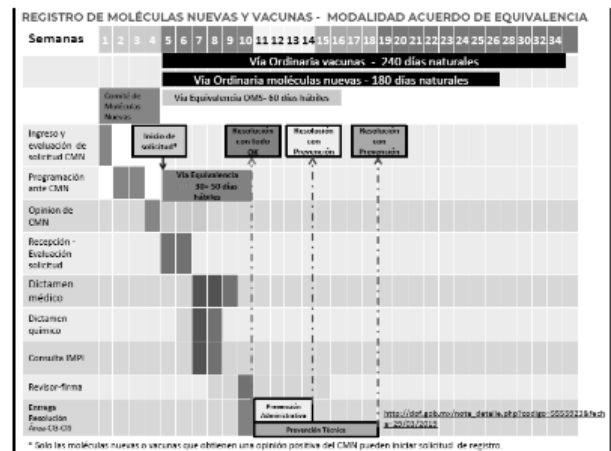 REGISTRO DE MOLÉCULAS NUEVAS Y VACUNAS - MODALIDAD ACUERDO DE EQUIVALENCIA
Semanas 1 2 3 4 5 6 7 8 9 10 11 12 13 14 15 16 17 18 19 20 21 22 23 24 25 26 28 30 32 34
Vía Ordinaria vacunas - 240 días naturales
Vía Ordinaria moléculas nuevas - 180 días naturales
Comité de
Moléculas
Nuevas
Vía Equivalencia OMS- 60 días hábiles
Ingreso y
evaluación de
solicitud CMN
Inicio de
solicitud*
Resolución
con todo
OK
Resolución
con
Prevención
Resolución
con
Prevención
Programación
ante CMN
Vía Equivalencia
30= 50 días
hábiles
Opinion de
CMN
Recepción -
Evaluación
solicitud
Dictamen
médico
Dictamen
químico
Consulta IMPI
Revisor-firma
Entrega
Resolución
Área
Prevención
Administrativa
Prevención Técnica
* Solo las moléculas nuevas o vacunas que obtienen una opinión positiva del CMN pueden iniciar solicitud de registro.